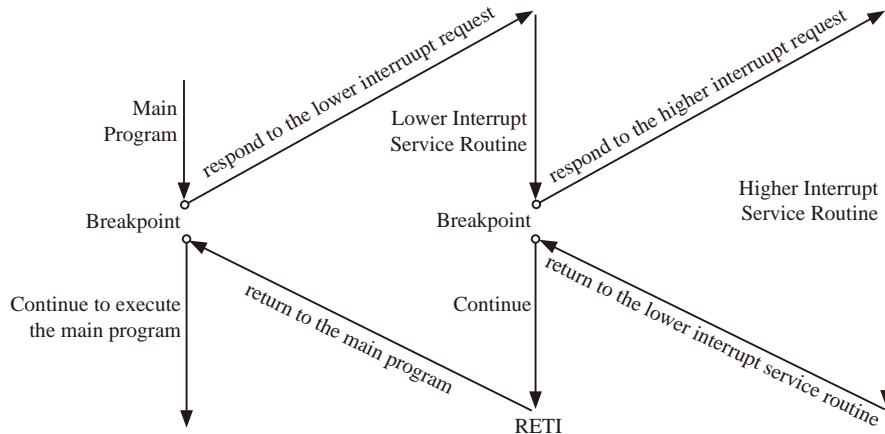 respond to the lower interruupt request
respond to the higher interruupt request
Main
Program
Lower Interrupt
Service Routine
Higher Interrupt
Service Routine
Breakpoint
Breakpoint
Continue to execute
the main program
return to the main program
Continue
return to the lower interrupt service routine
RETI